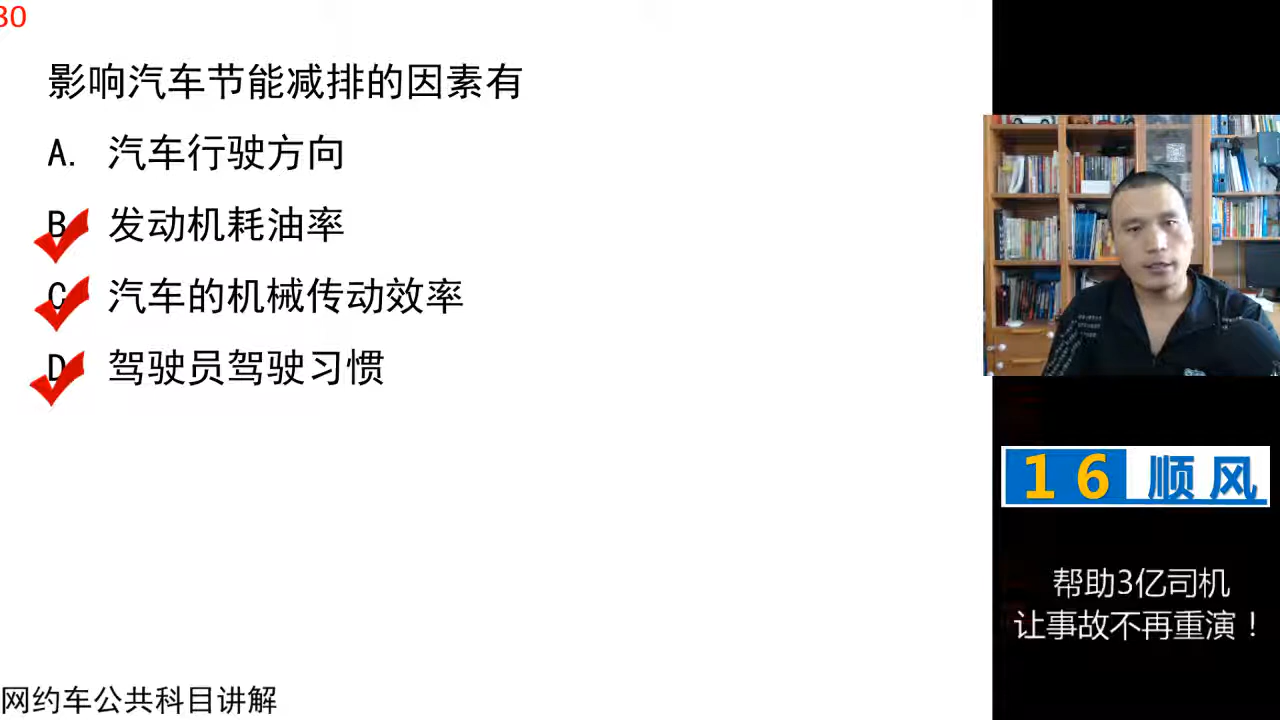 30
影响汽车节能减排的因素有
A. 汽车行驶方向
B 发动机耗油率
C 汽车的机械传动效率
D 驾驶员驾驶习惯
16顺风
帮助3亿司机
让事故不再重演！
网约车公共科目讲解